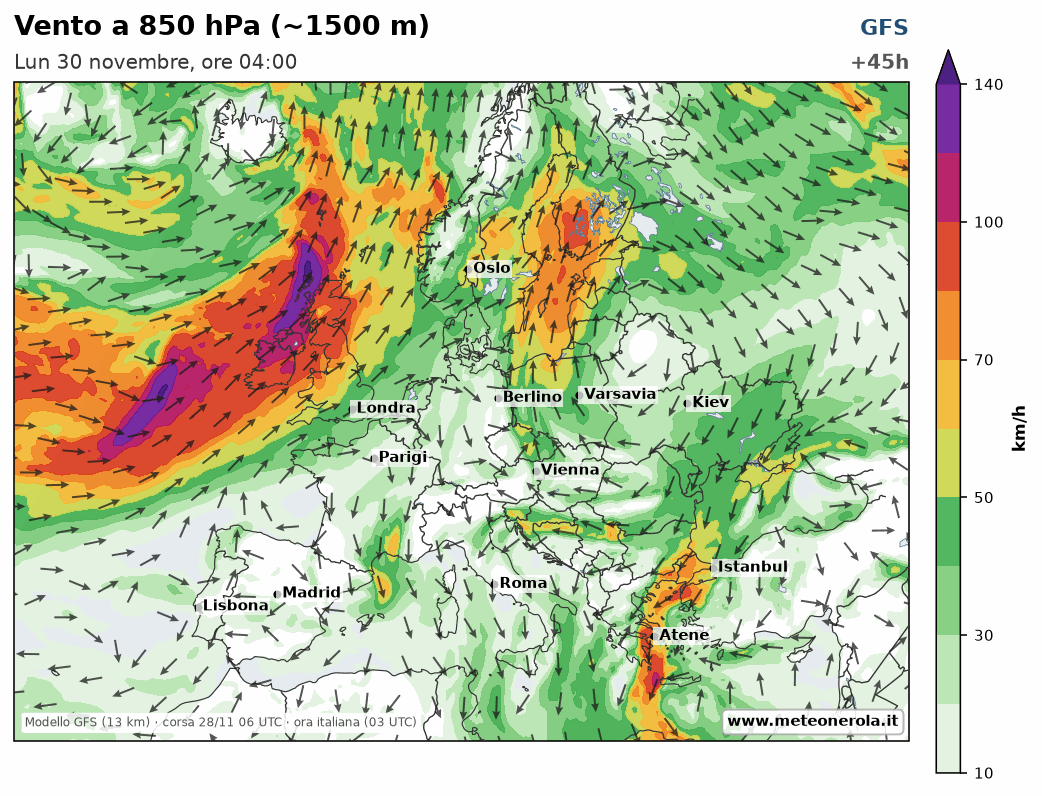 Vento a 850 hPa (~1500 m)
GFS
Lun 30 novembre, ore 04:00
+45h
140
100
70
50
30
10
km/h
Oslo
Londra
Berlino
Varsavia
Kiev
Parigi
Vienna
Istanbul
Roma
Madrid
Lisbona
Atene
Modello GFS (13 km) · corsa 28/11 06 UTC · ora italiana (03 UTC)
www.meteonerola.it